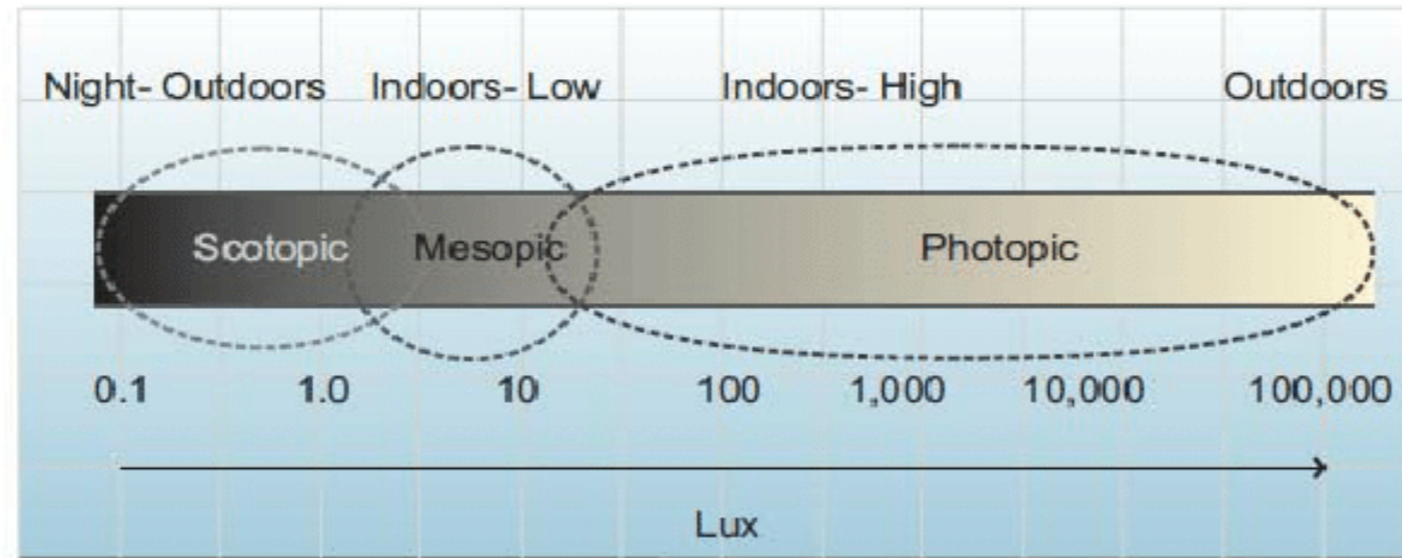 Night- Outdoors Indoors- Low Indoors- High Outdoors
Scotopic Mesopic Photopic
0.1 1.0 10 100 1,000 10,000 100,000
Lux